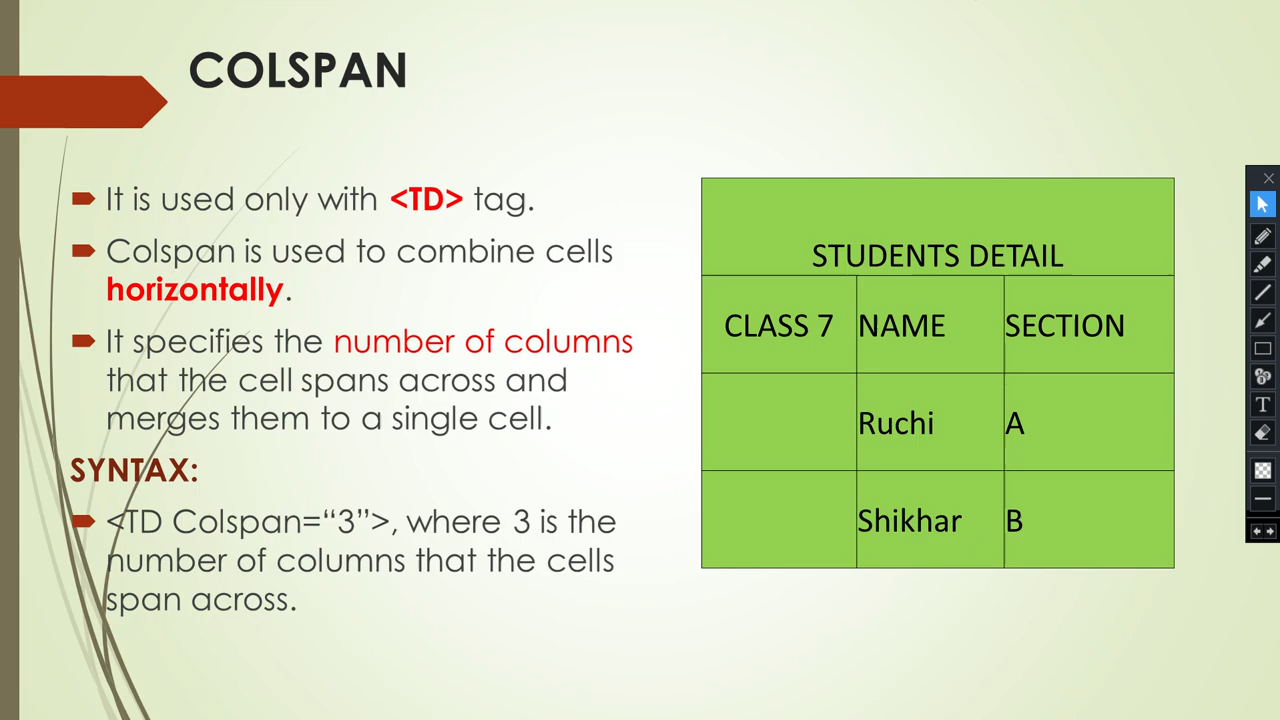 COLSPAN
It is used only with <TD> tag.
Colspan is used to combine cells
horizontally.
It specifies the number of columns
that the cell spans across and
merges them to a single cell.
SYNTAX:
<TD Colspan=“3”>, where 3 is the
number of columns that the cells
span across.
STUDENTS DETAIL
CLASS 7 NAME SECTION
Ruchi A
Shikhar B